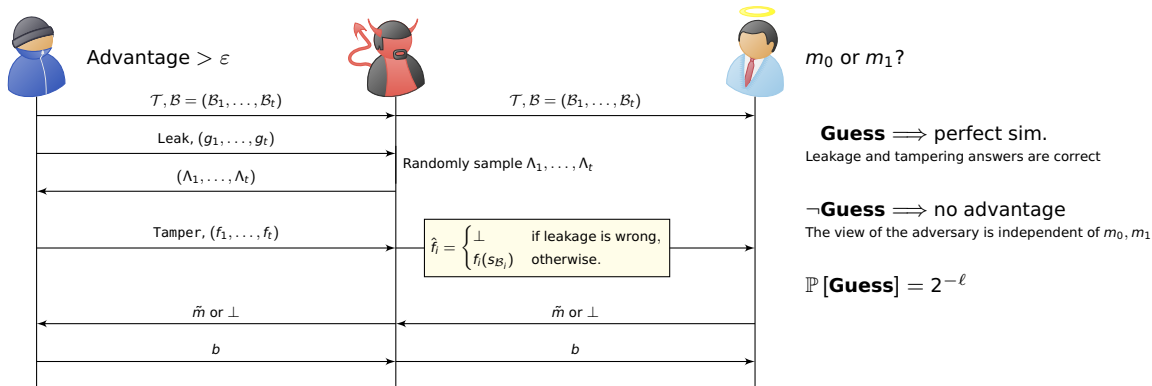 Advantage > ε
m₀ or m₁?
𝒯, ℬ = (ℬ₁, . . . , ℬₜ)
𝒯, ℬ = (ℬ₁, . . . , ℬₜ)
Leak, (g₁, . . . , gₜ)
Randomly sample Λ₁, . . . , Λₜ
(Λ₁, . . . , Λₜ)
Tamper, (f₁, . . . , fₜ)
f̂ᵢ = { ⊥ if leakage is wrong,
fᵢ(s_{ℬᵢ}) otherwise.
m̃ or ⊥
m̃ or ⊥
b
b
Guess ⟹ perfect sim.
Leakage and tampering answers are correct
¬Guess ⟹ no advantage
The view of the adversary is independent of m₀, m₁
ℙ [Guess] = 2^{−ℓ}